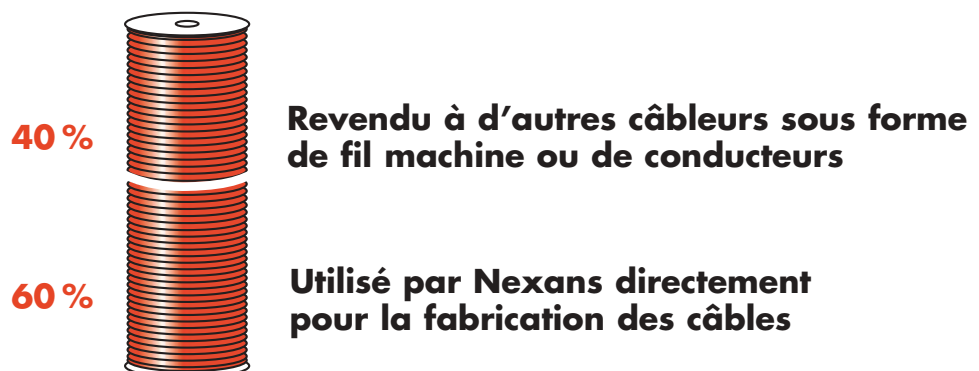 40 %
Revendu à d’autres câbleurs sous forme
de fil machine ou de conducteurs
60 %
Utilisé par Nexans directement
pour la fabrication des câbles